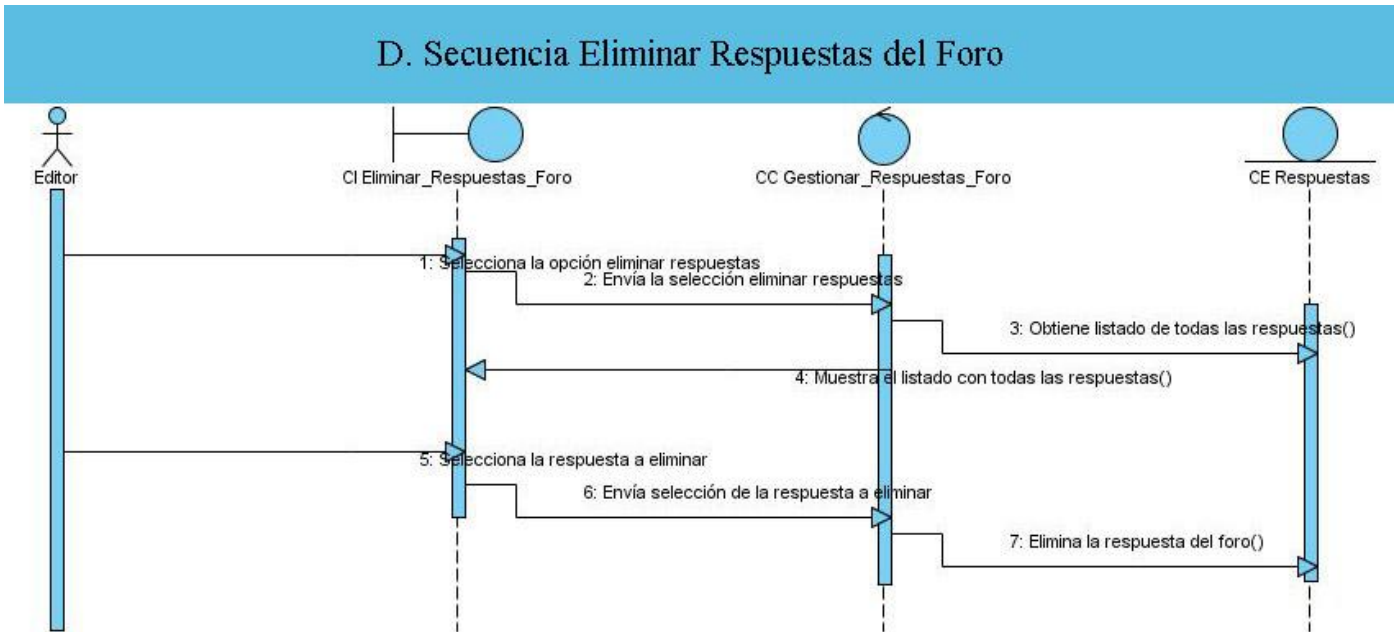 D. Secuencia Eliminar Respuestas del Foro
Editor
CI Eliminar_Respuestas_Foro
CC Gestionar_Respuestas_Foro
CE Respuestas
1: Selecciona la opción eliminar respuestas
2: Envía la selección eliminar respuestas
3: Obtiene listado de todas las respuestas()
4: Muestra el listado con todas las respuestas()
5: Selecciona la respuesta a eliminar
6: Envía selección de la respuesta a eliminar
7: Elimina la respuesta del foro()